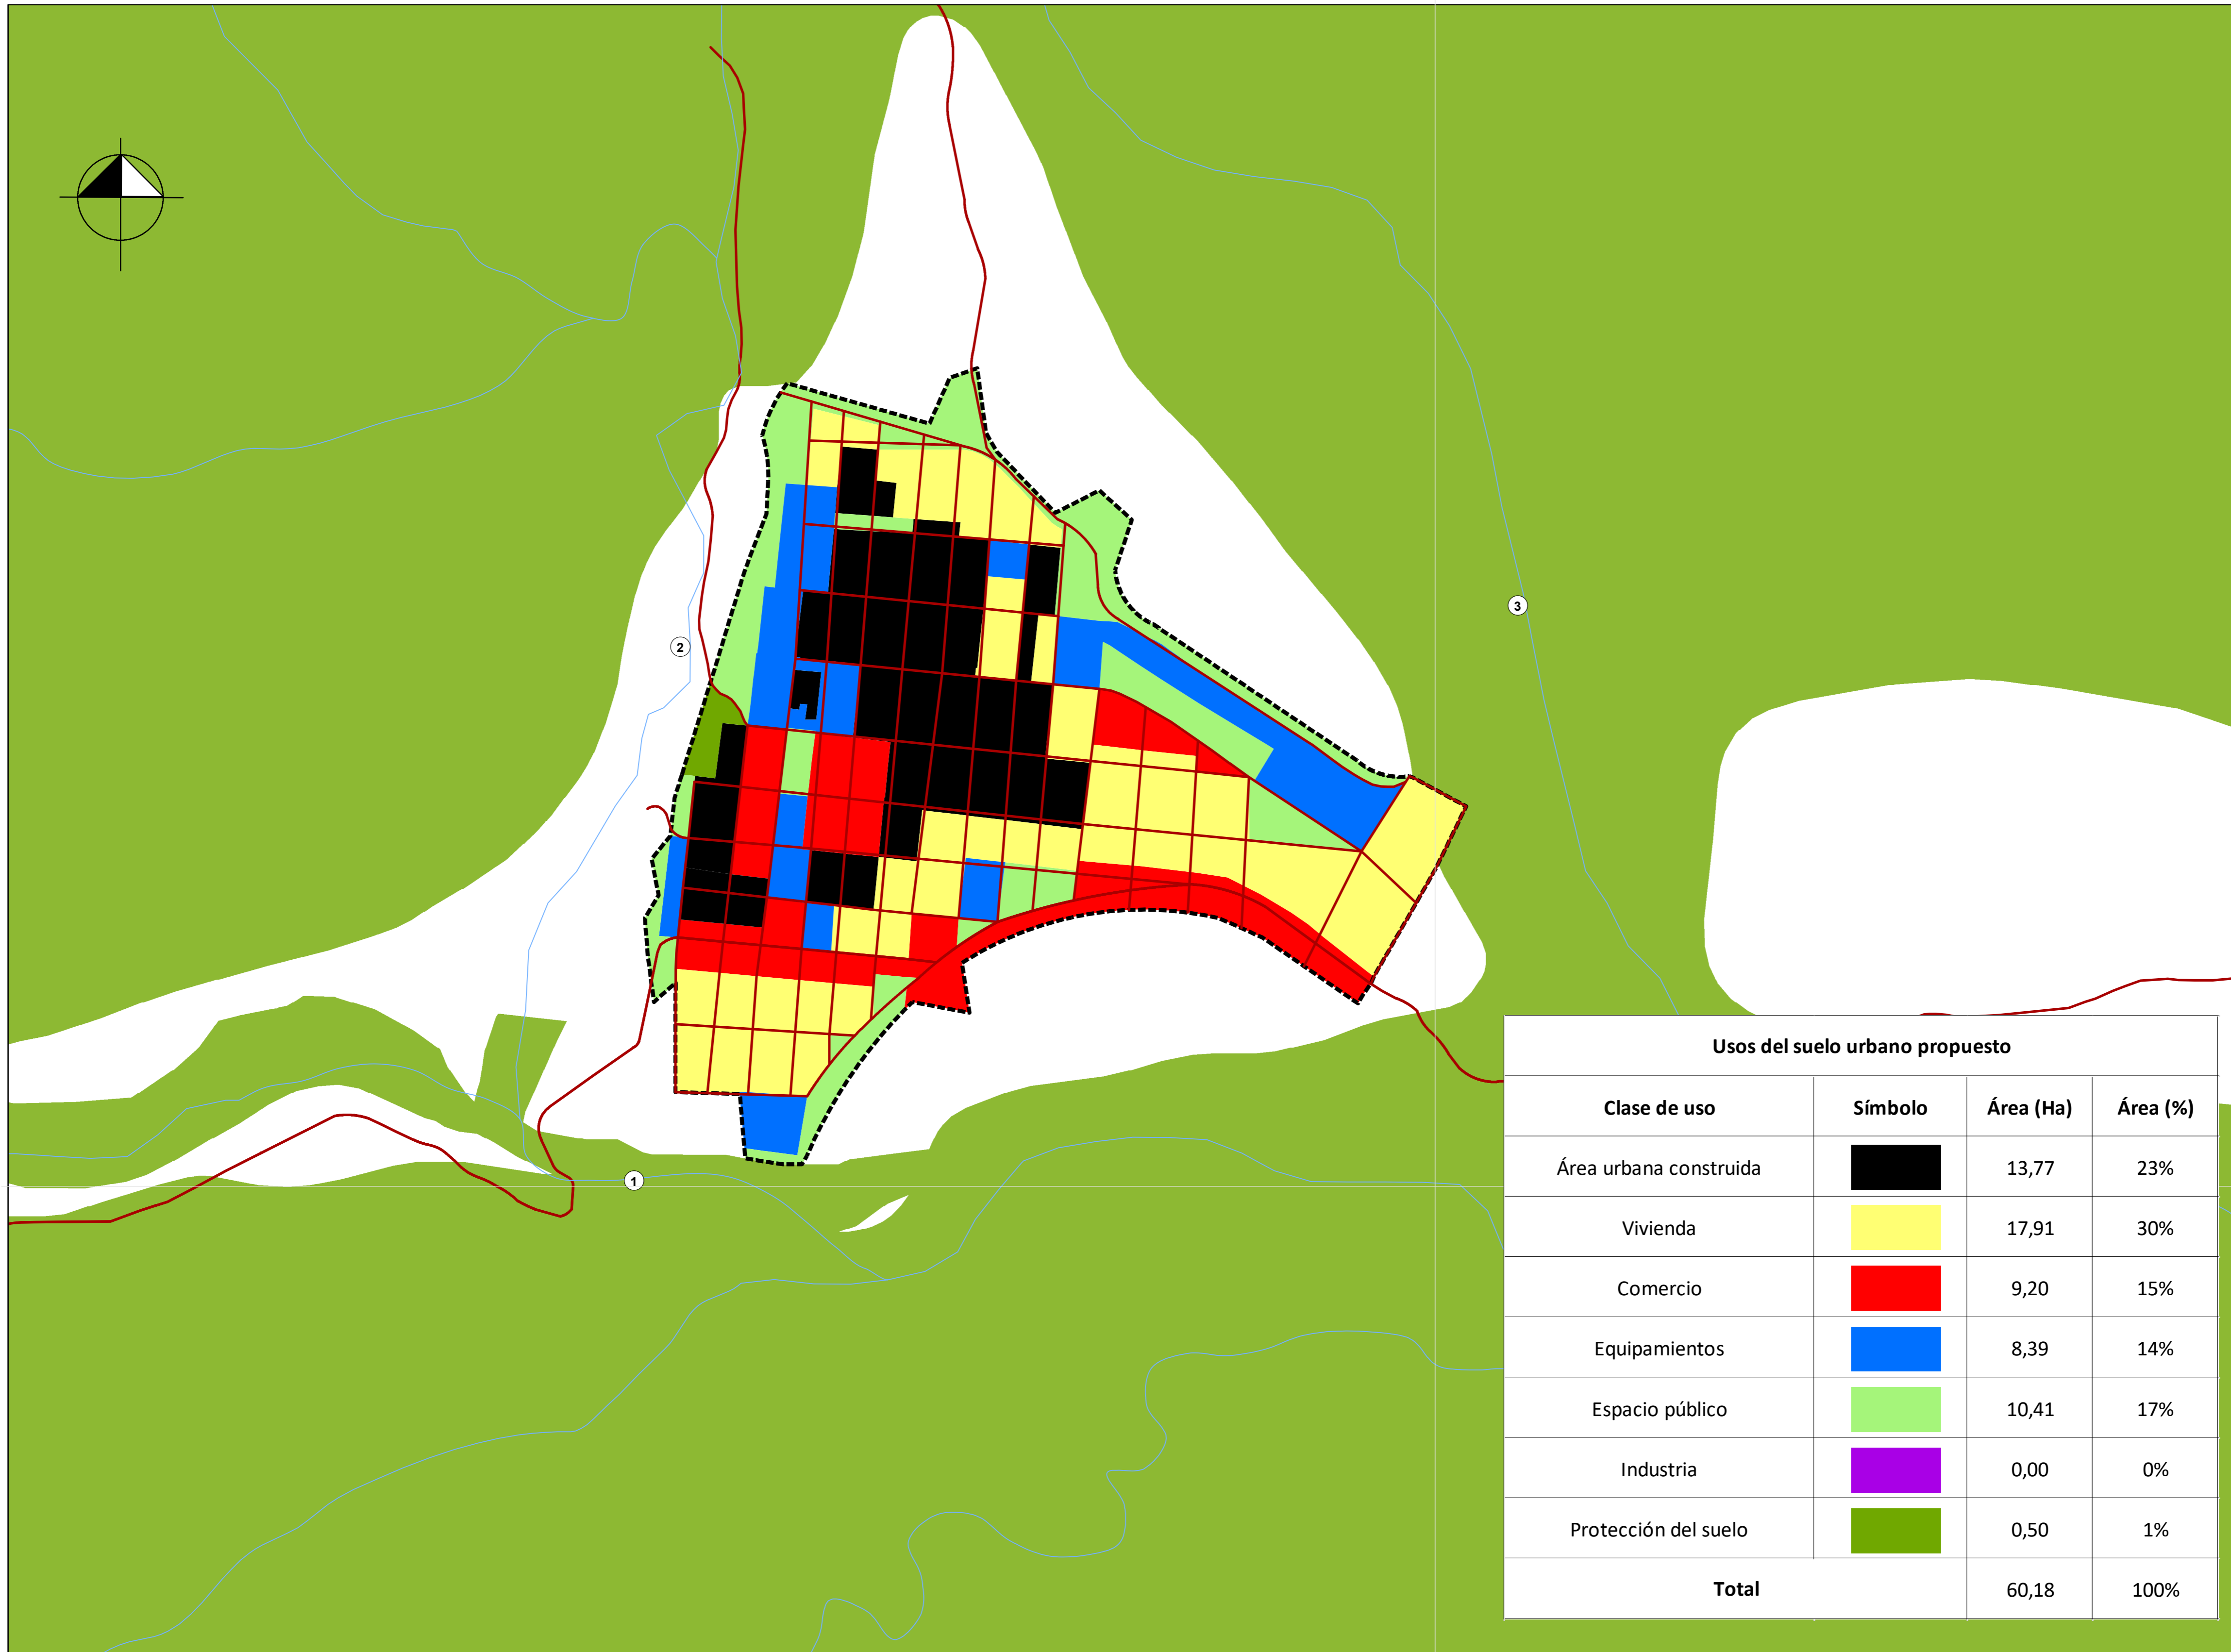 3
2
1
Usos del suelo urbano propuesto
Clase de uso Símbolo Área (Ha) Área (%)
Área urbana construida 13,77 23%
Vivienda 17,91 30%
Comercio 9,20 15%
Equipamientos 8,39 14%
Espacio público 10,41 17%
Industria 0,00 0%
Protección del suelo 0,50 1%
Total 60,18 100%